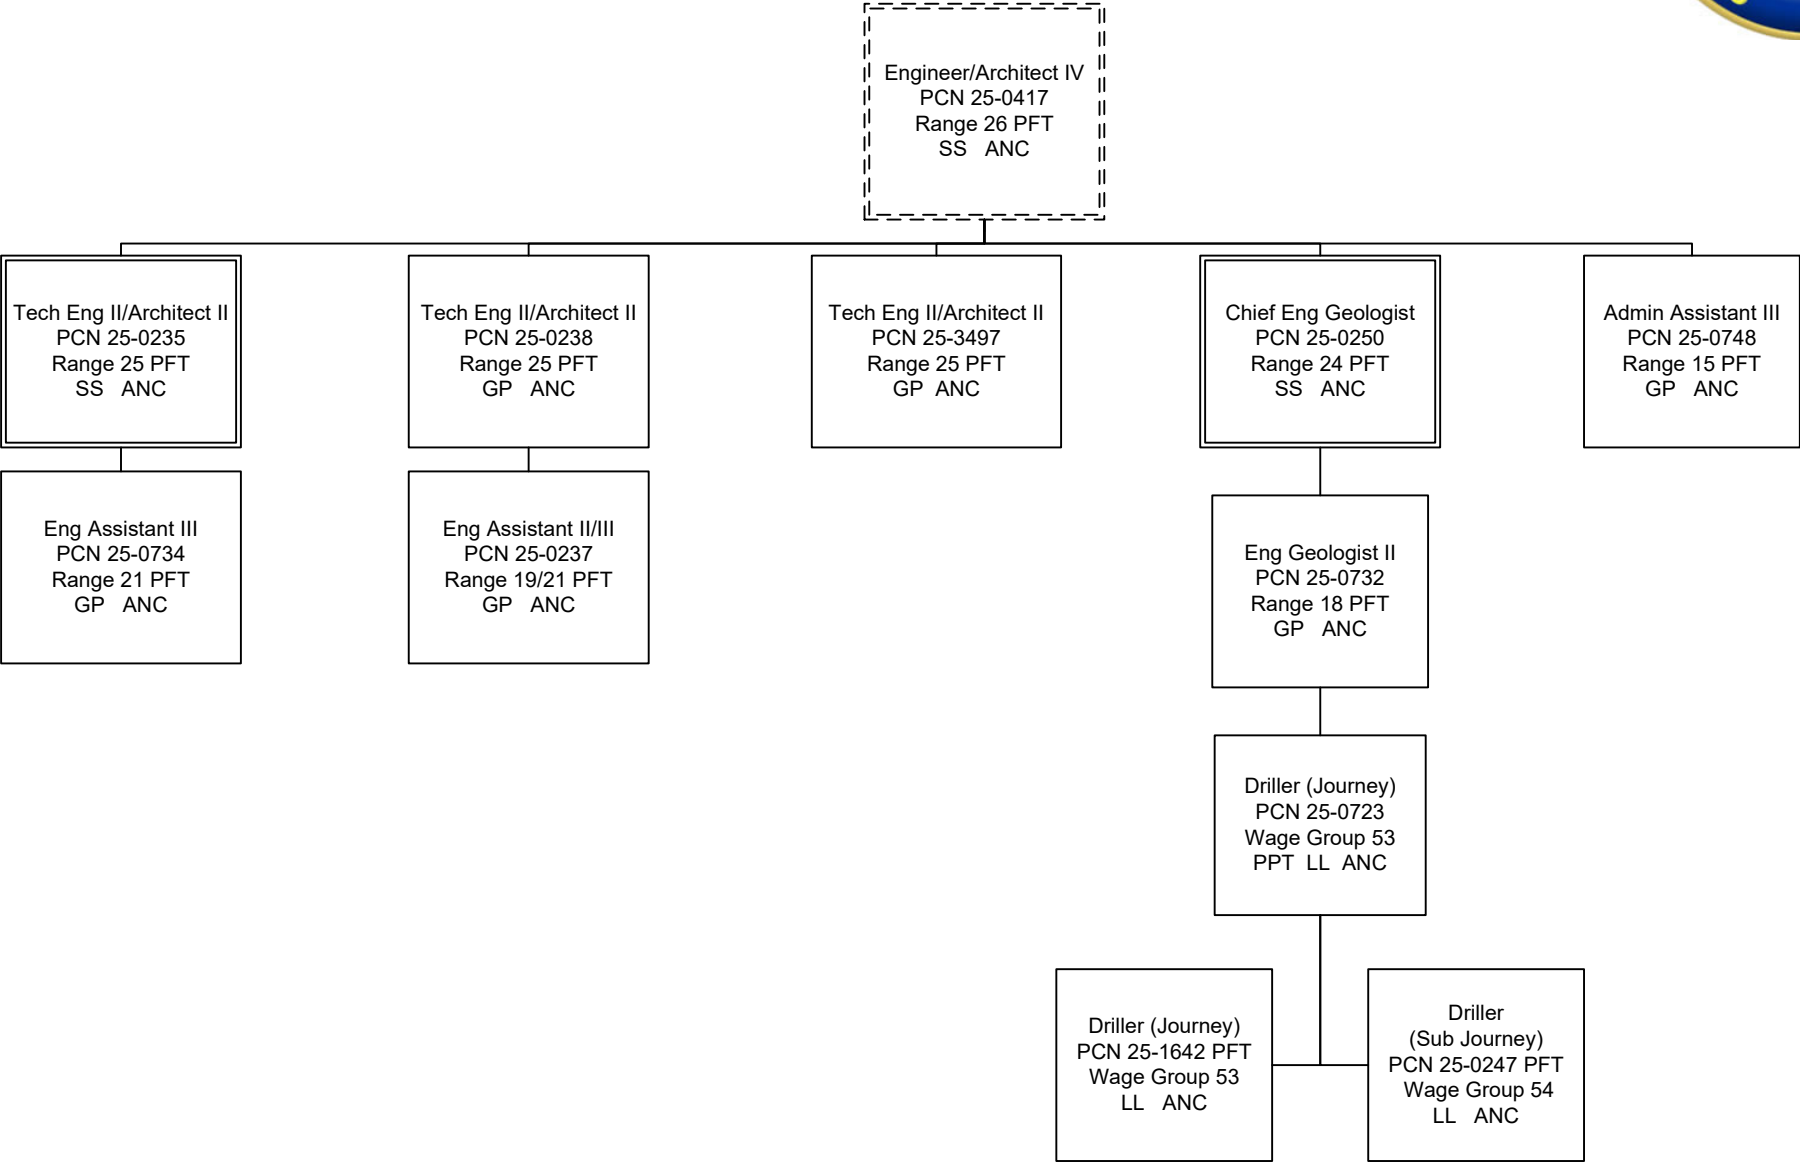 Engineer/Architect IV
PCN 25-0417
Range 26 PFT
SS ANC
Tech Eng II/Architect II
PCN 25-0235
Range 25 PFT
SS ANC
Tech Eng II/Architect II
PCN 25-0238
Range 25 PFT
GP ANC
Tech Eng II/Architect II
PCN 25-3497
Range 25 PFT
GP ANC
Chief Eng Geologist
PCN 25-0250
Range 24 PFT
SS ANC
Admin Assistant III
PCN 25-0748
Range 15 PFT
GP ANC
Eng Assistant III
PCN 25-0734
Range 21 PFT
GP ANC
Eng Assistant II/III
PCN 25-0237
Range 19/21 PFT
GP ANC
Eng Geologist II
PCN 25-0732
Range 18 PFT
GP ANC
Driller (Journey)
PCN 25-0723
Wage Group 53
PPT LL ANC
Driller (Journey)
PCN 25-1642 PFT
Wage Group 53
LL ANC
Driller
(Sub Journey)
PCN 25-0247 PFT
Wage Group 54
LL ANC